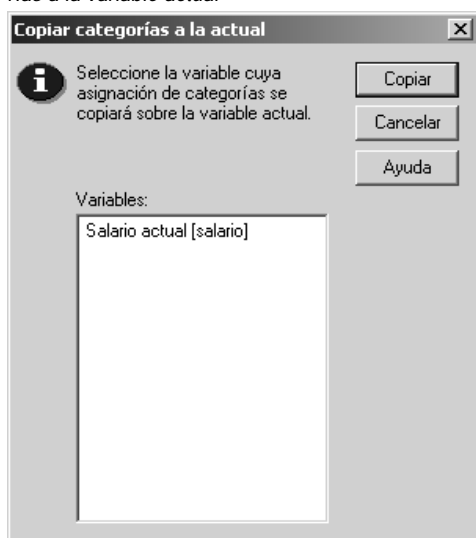 Copiar categorías a la actual
Seleccione la variable cuya
asignación de categorías se
copiará sobre la variable actual.
Copiar
Cancelar
Ayuda
Variables:
Salario actual [salario]